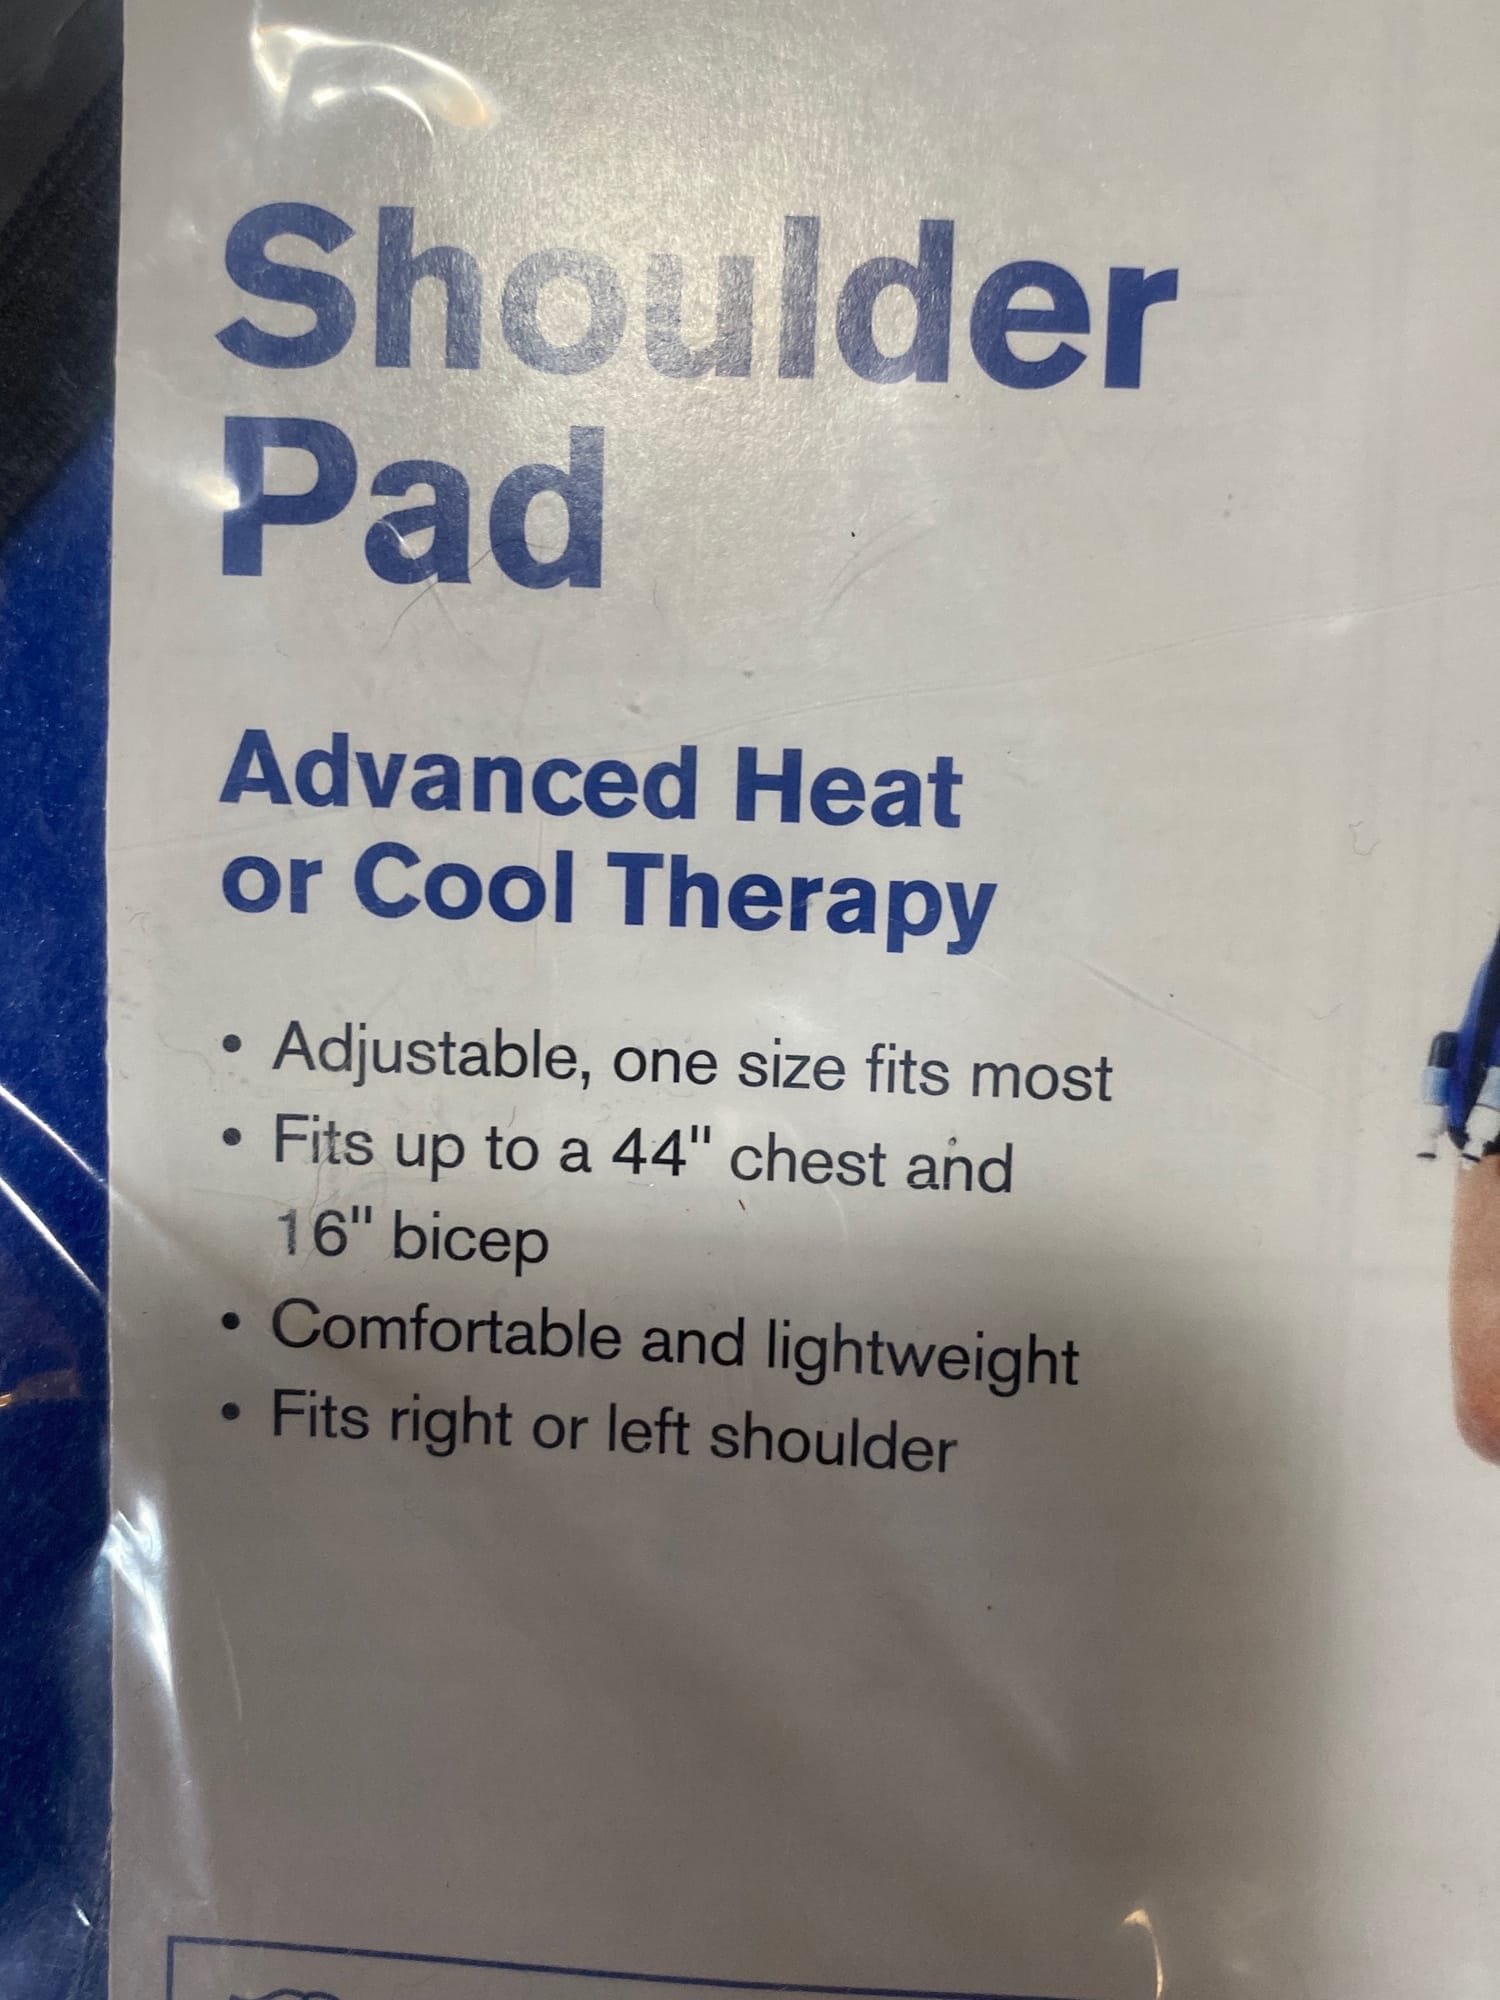 Shoulder
Pad
Advanced Heat
or Cool Therapy
• Adjustable, one size fits most
• Fits up to a 44" chest and
16" bicep
• Comfortable and lightweight
• Fits right or left shoulder